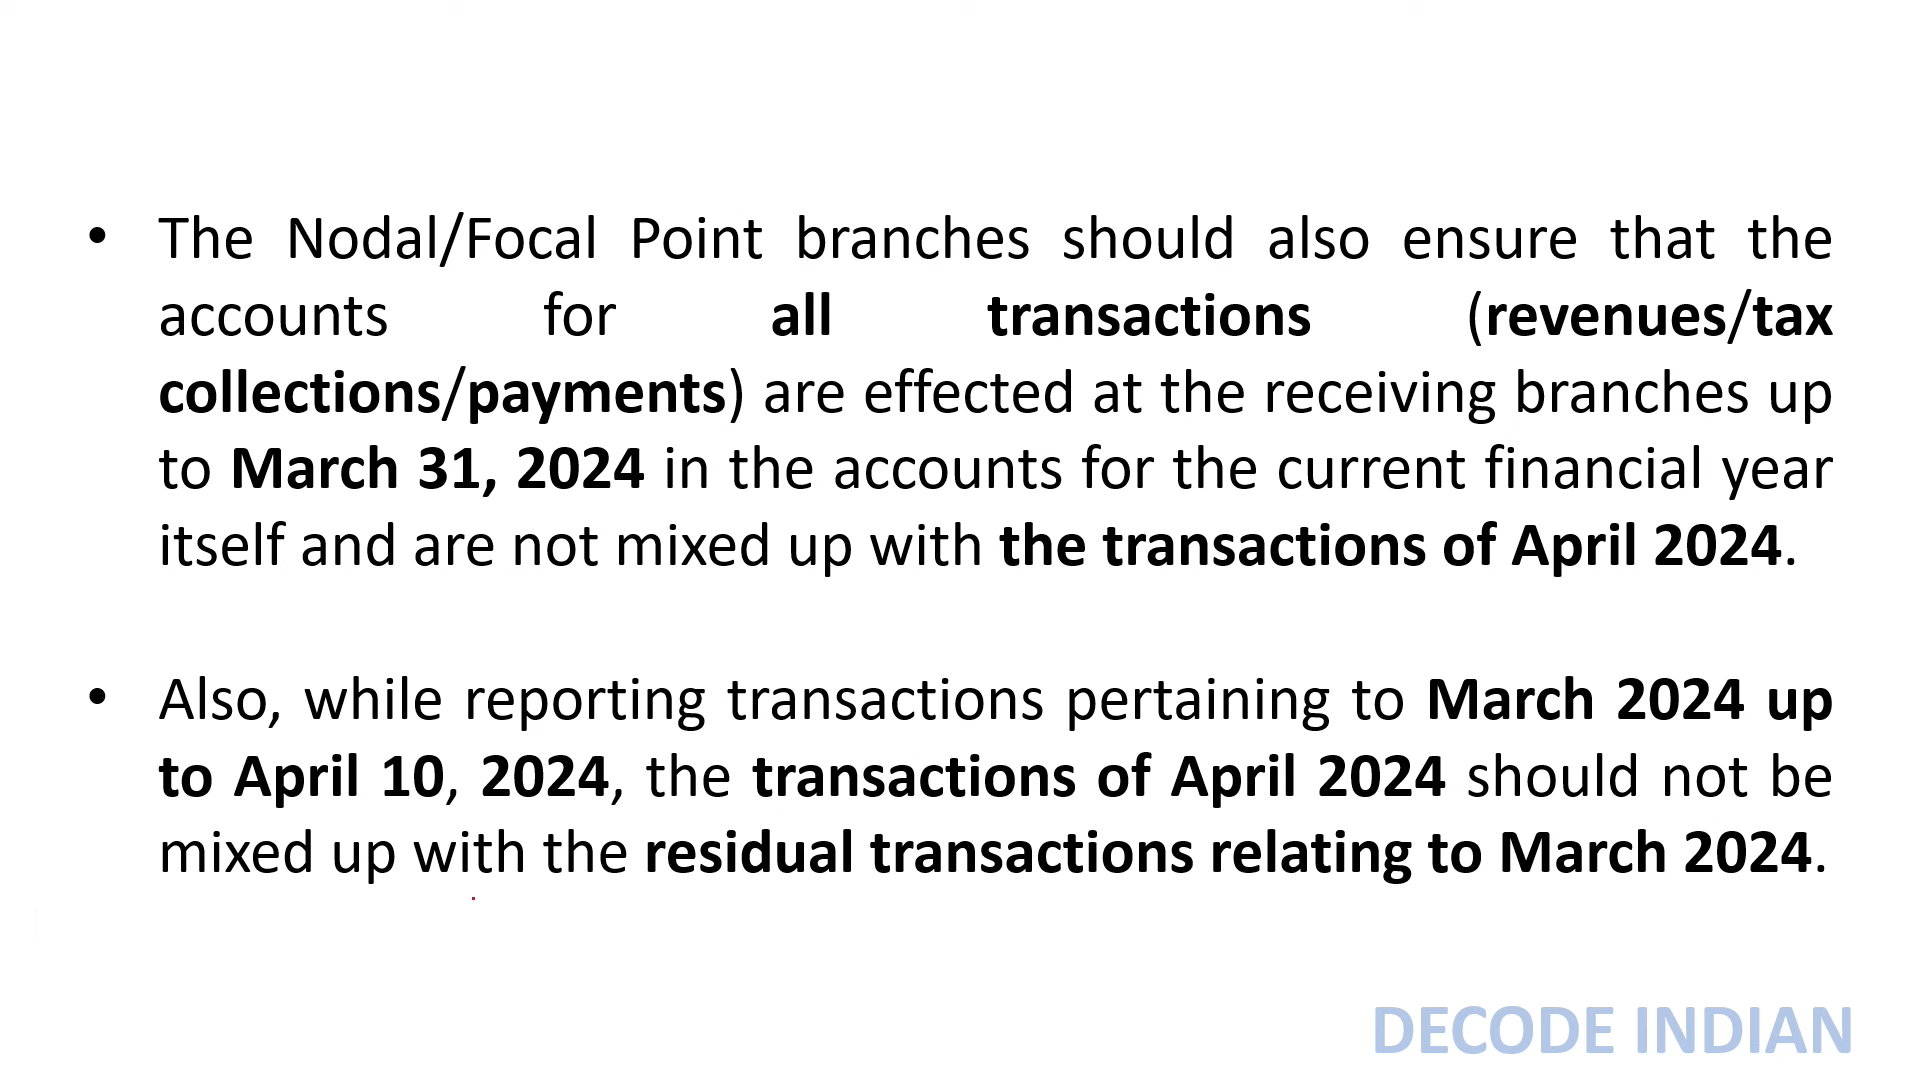 • The Nodal/Focal Point branches should also ensure that the
accounts for all transactions (revenues/tax
collections/payments) are effected at the receiving branches up
to March 31, 2024 in the accounts for the current financial year
itself and are not mixed up with the transactions of April 2024.
• Also, while reporting transactions pertaining to March 2024 up
to April 10, 2024, the transactions of April 2024 should not be
mixed up with the residual transactions relating to March 2024.
DECODE INDIAN